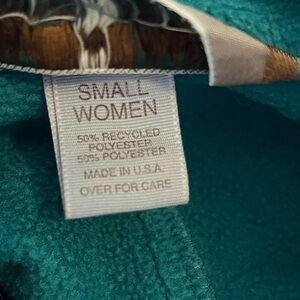 SMALL
WOMEN
50% RECYCLED
POLYESTER
50% POLYESTER
MADE IN U.S.A.
OVER FOR CARE